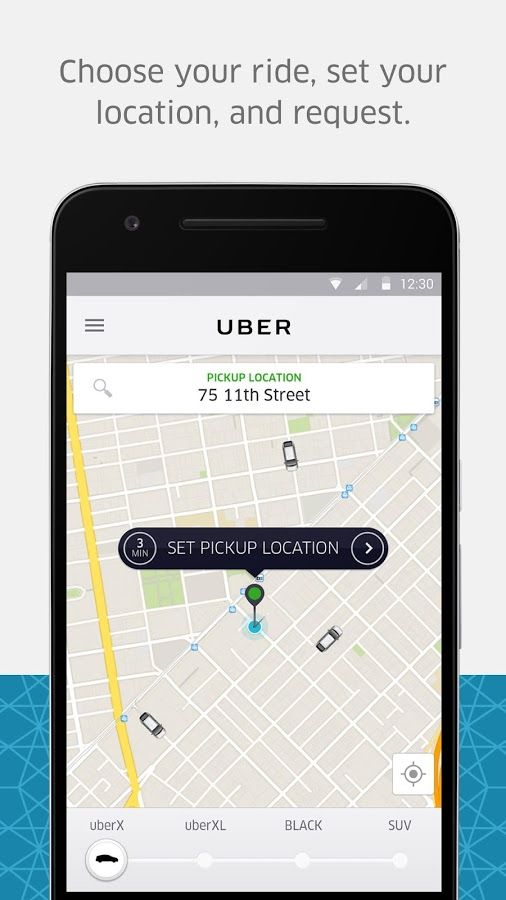 Choose your ride, set your
location, and request.
12:30
UBER
PICKUP LOCATION
75 11th Street
3
MIN
SET PICKUP LOCATION
uberX
uberXL
BLACK
SUV